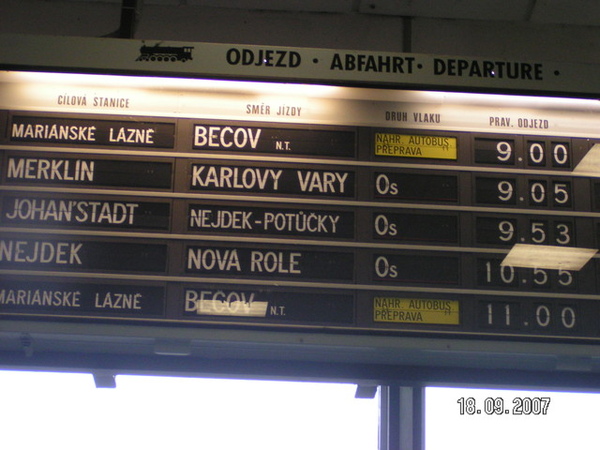 ODJEZD · ABFAHRT · DEPARTURE ·
CÍLOVÁ STANICE SMĚR JÍZDY DRUH VLAKU PRAV. ODJEZD
MARIÁNSKÉ LÁZNĚ BEČOV N.T. NÁHR AUTOBUS PŘEPRAVA 9.00
MERKLÍN KARLOVY VARY Os 9.05
JOHAN'STADT NEJDEK-POTŮČKY Os 9.53
NEJDEK NOVÁ ROLE Os 10.55
MARIÁNSKÉ LÁZNĚ BEČOV N.T. NÁHR AUTOBUS PŘEPRAVA 11.00
18.09.2007